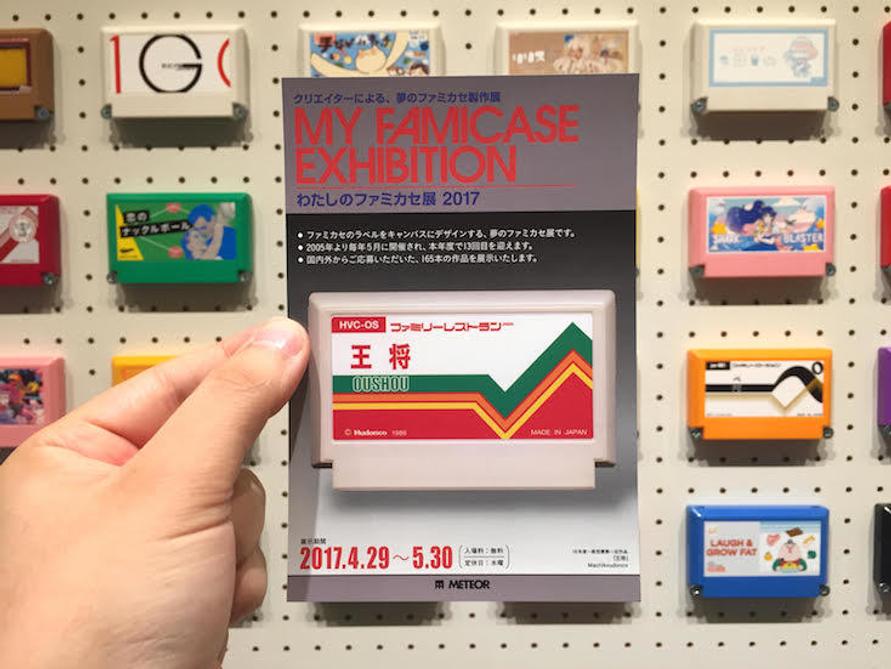 クリエイターによる、夢のファミカセ製作展
MY FAMICASE
EXHIBITION
わたしのファミカセ展 2017
● ファミカセのラベルをキャンバスにデザインする、夢のファミカセ展です。
● 2005年より毎年5月に開催され、本年度で13回目を迎えます。
● 国内外からご応募いただいた、165本の作品を展示いたします。
HVC-OS ファミリーレストラン
王将
OUSHOU
© Hudonco 1986
MADE IN JAPAN
展示期間
2017.4.29〜5.30
入場料:無料
定休日:水曜
Machikoudonco
METEOR
恋の
ナックルボール
SHARK
BLASTER
LAUGH &
GROW FAT